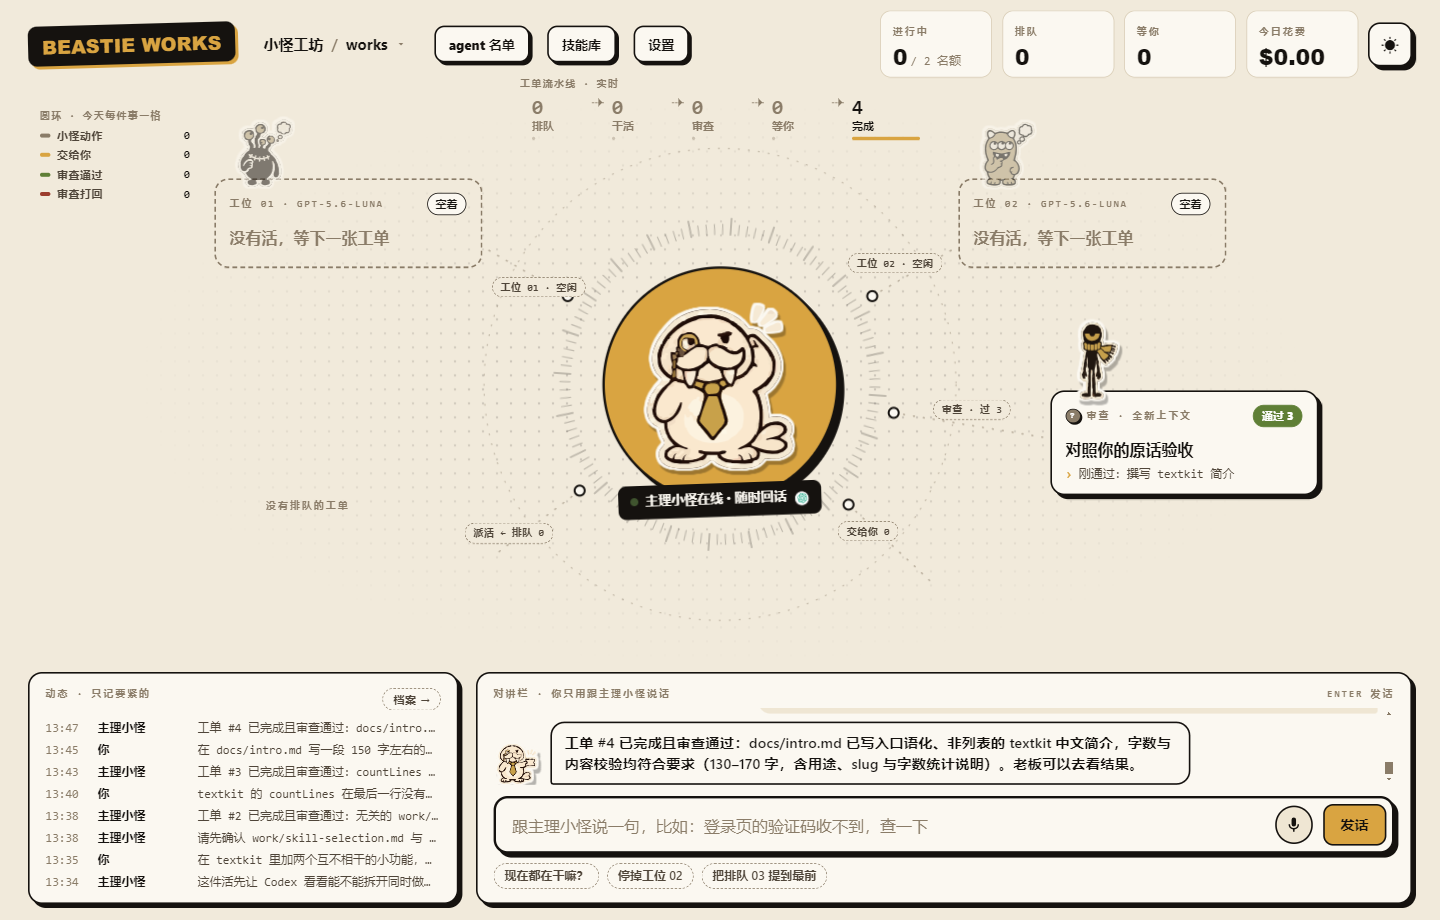 BEASTIE WORKS
小怪工坊 / works
agent 名单
技能库
设置
进行中
0 / 2 名额
排队
0
等你
0
今日花费
$0.00
工单流水线 · 实时
0
排队
0
干活
0
审查
0
等你
4
完成
圆环 · 今天每件事一格
小怪动作 0
交给你 0
审查通过 0
审查打回 0
工位 01 · GPT-5.6-LUNA
空着
没有活，等下一张工单
工位 02 · GPT-5.6-LUNA
空着
没有活，等下一张工单
工位 01 · 空闲
工位 02 · 空闲
审查 · 过 3
审查 · 全新上下文
通过 3
对照你的原话验收
› 刚通过: 撰写 textkit 简介
主理小怪在线 · 随时回话
没有排队的工单
派活 ← 排队 0
交给你 0
动态 · 只记要紧的
档案 →
13:47 主理小怪 工单 #4 已完成且审查通过: docs/intro.…
13:45 你 在 docs/intro.md 写一段 150 字左右的…
13:43 主理小怪 工单 #3 已完成且审查通过: countLines …
13:40 你 textkit 的 countLines 在最后一行没有…
13:38 主理小怪 工单 #2 已完成且审查通过: 无关的 work/…
13:38 主理小怪 请先确认 work/skill-selection.md 与 …
13:35 你 在 textkit 里加两个互不相干的小功能, …
13:34 主理小怪 这件活先让 Codex 看看能不能拆开同时做…
对讲栏 · 你只用跟主理小怪说话
ENTER 发话
工单 #4 已完成且审查通过：docs/intro.md 已写入口语化、非列表的 textkit 中文简介，字数与
内容校验均符合要求（130–170 字，含用途、slug 与字数统计说明）。老板可以去看结果。
跟主理小怪说一句，比如：登录页的验证码收不到，查一下
发话
现在都在干嘛？
停掉工位 02
把排队 03 提到最前